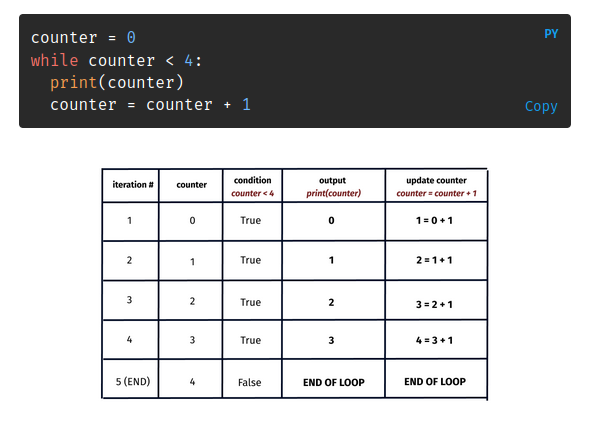 counter = 0
PY
while counter < 4:
  print(counter)
  counter = counter + 1
Copy
iteration # counter condition counter < 4 output print(counter) update counter counter = counter + 1
1 0 True 0 1 = 0 + 1
2 1 True 1 2 = 1 + 1
3 2 True 2 3 = 2 + 1
4 3 True 3 4 = 3 + 1
5 (END) 4 False END OF LOOP END OF LOOP